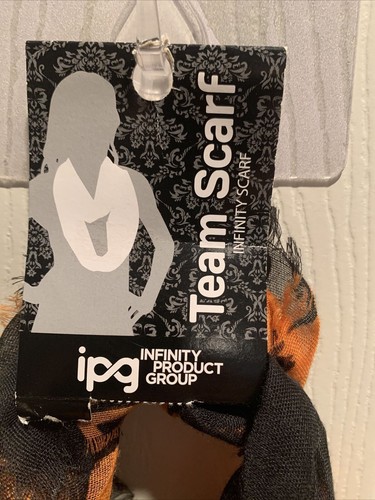 Team Scarf
INFINITY SCARF
ipg INFINITY
PRODUCT
GROUP